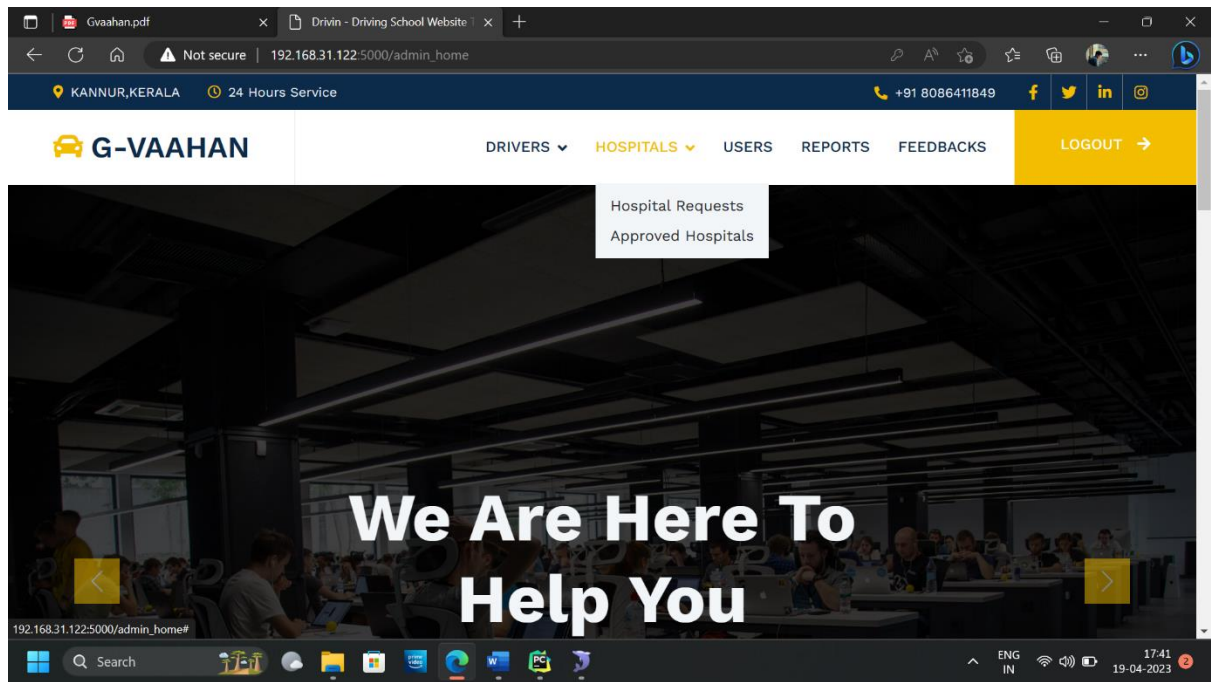 Gvaahan.pdf
Drivin - Driving School Website T
Not secure | 192.168.31.122:5000/admin_home
KANNUR,KERALA 24 Hours Service +91 8086411849
G-VAAHAN DRIVERS HOSPITALS USERS REPORTS FEEDBACKS LOGOUT
Hospital Requests
Approved Hospitals
We Are Here To
Help You
192.168.31.122:5000/admin_home#
Search
ENG
IN
17:41
19-04-2023
2